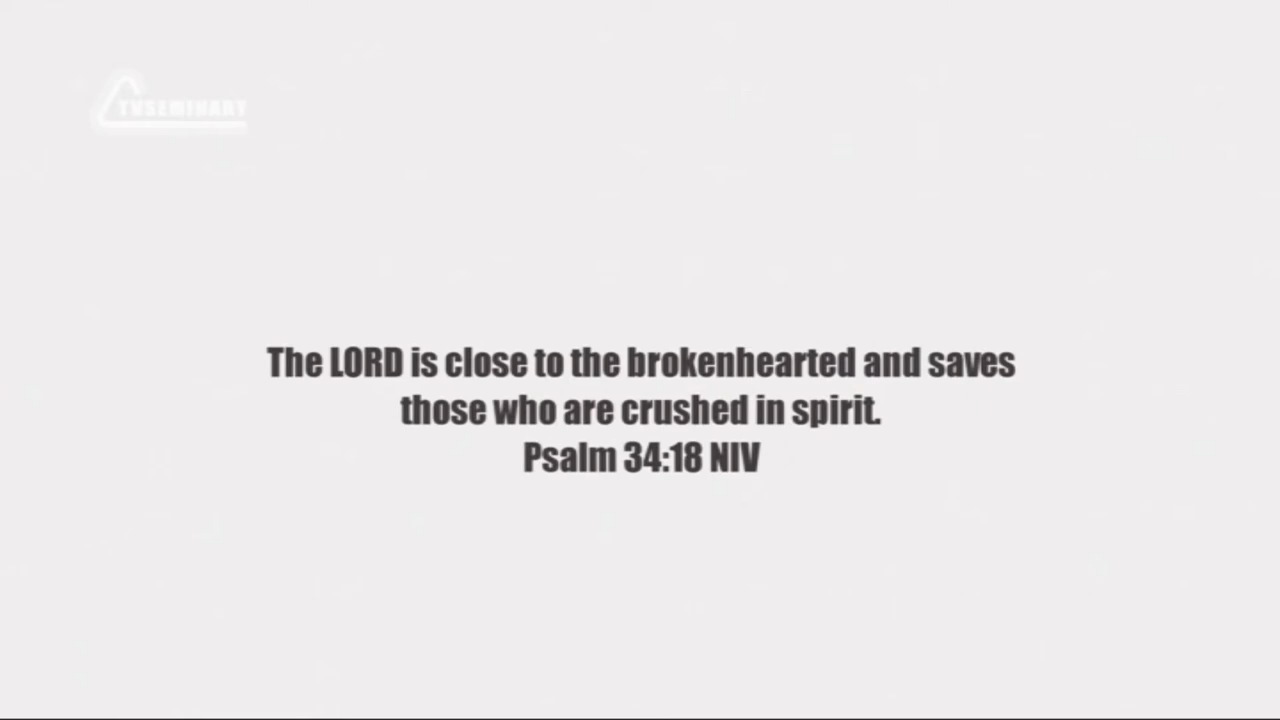 TVSEMINARY
The LORD is close to the brokenhearted and saves
those who are crushed in spirit.
Psalm 34:18 NIV